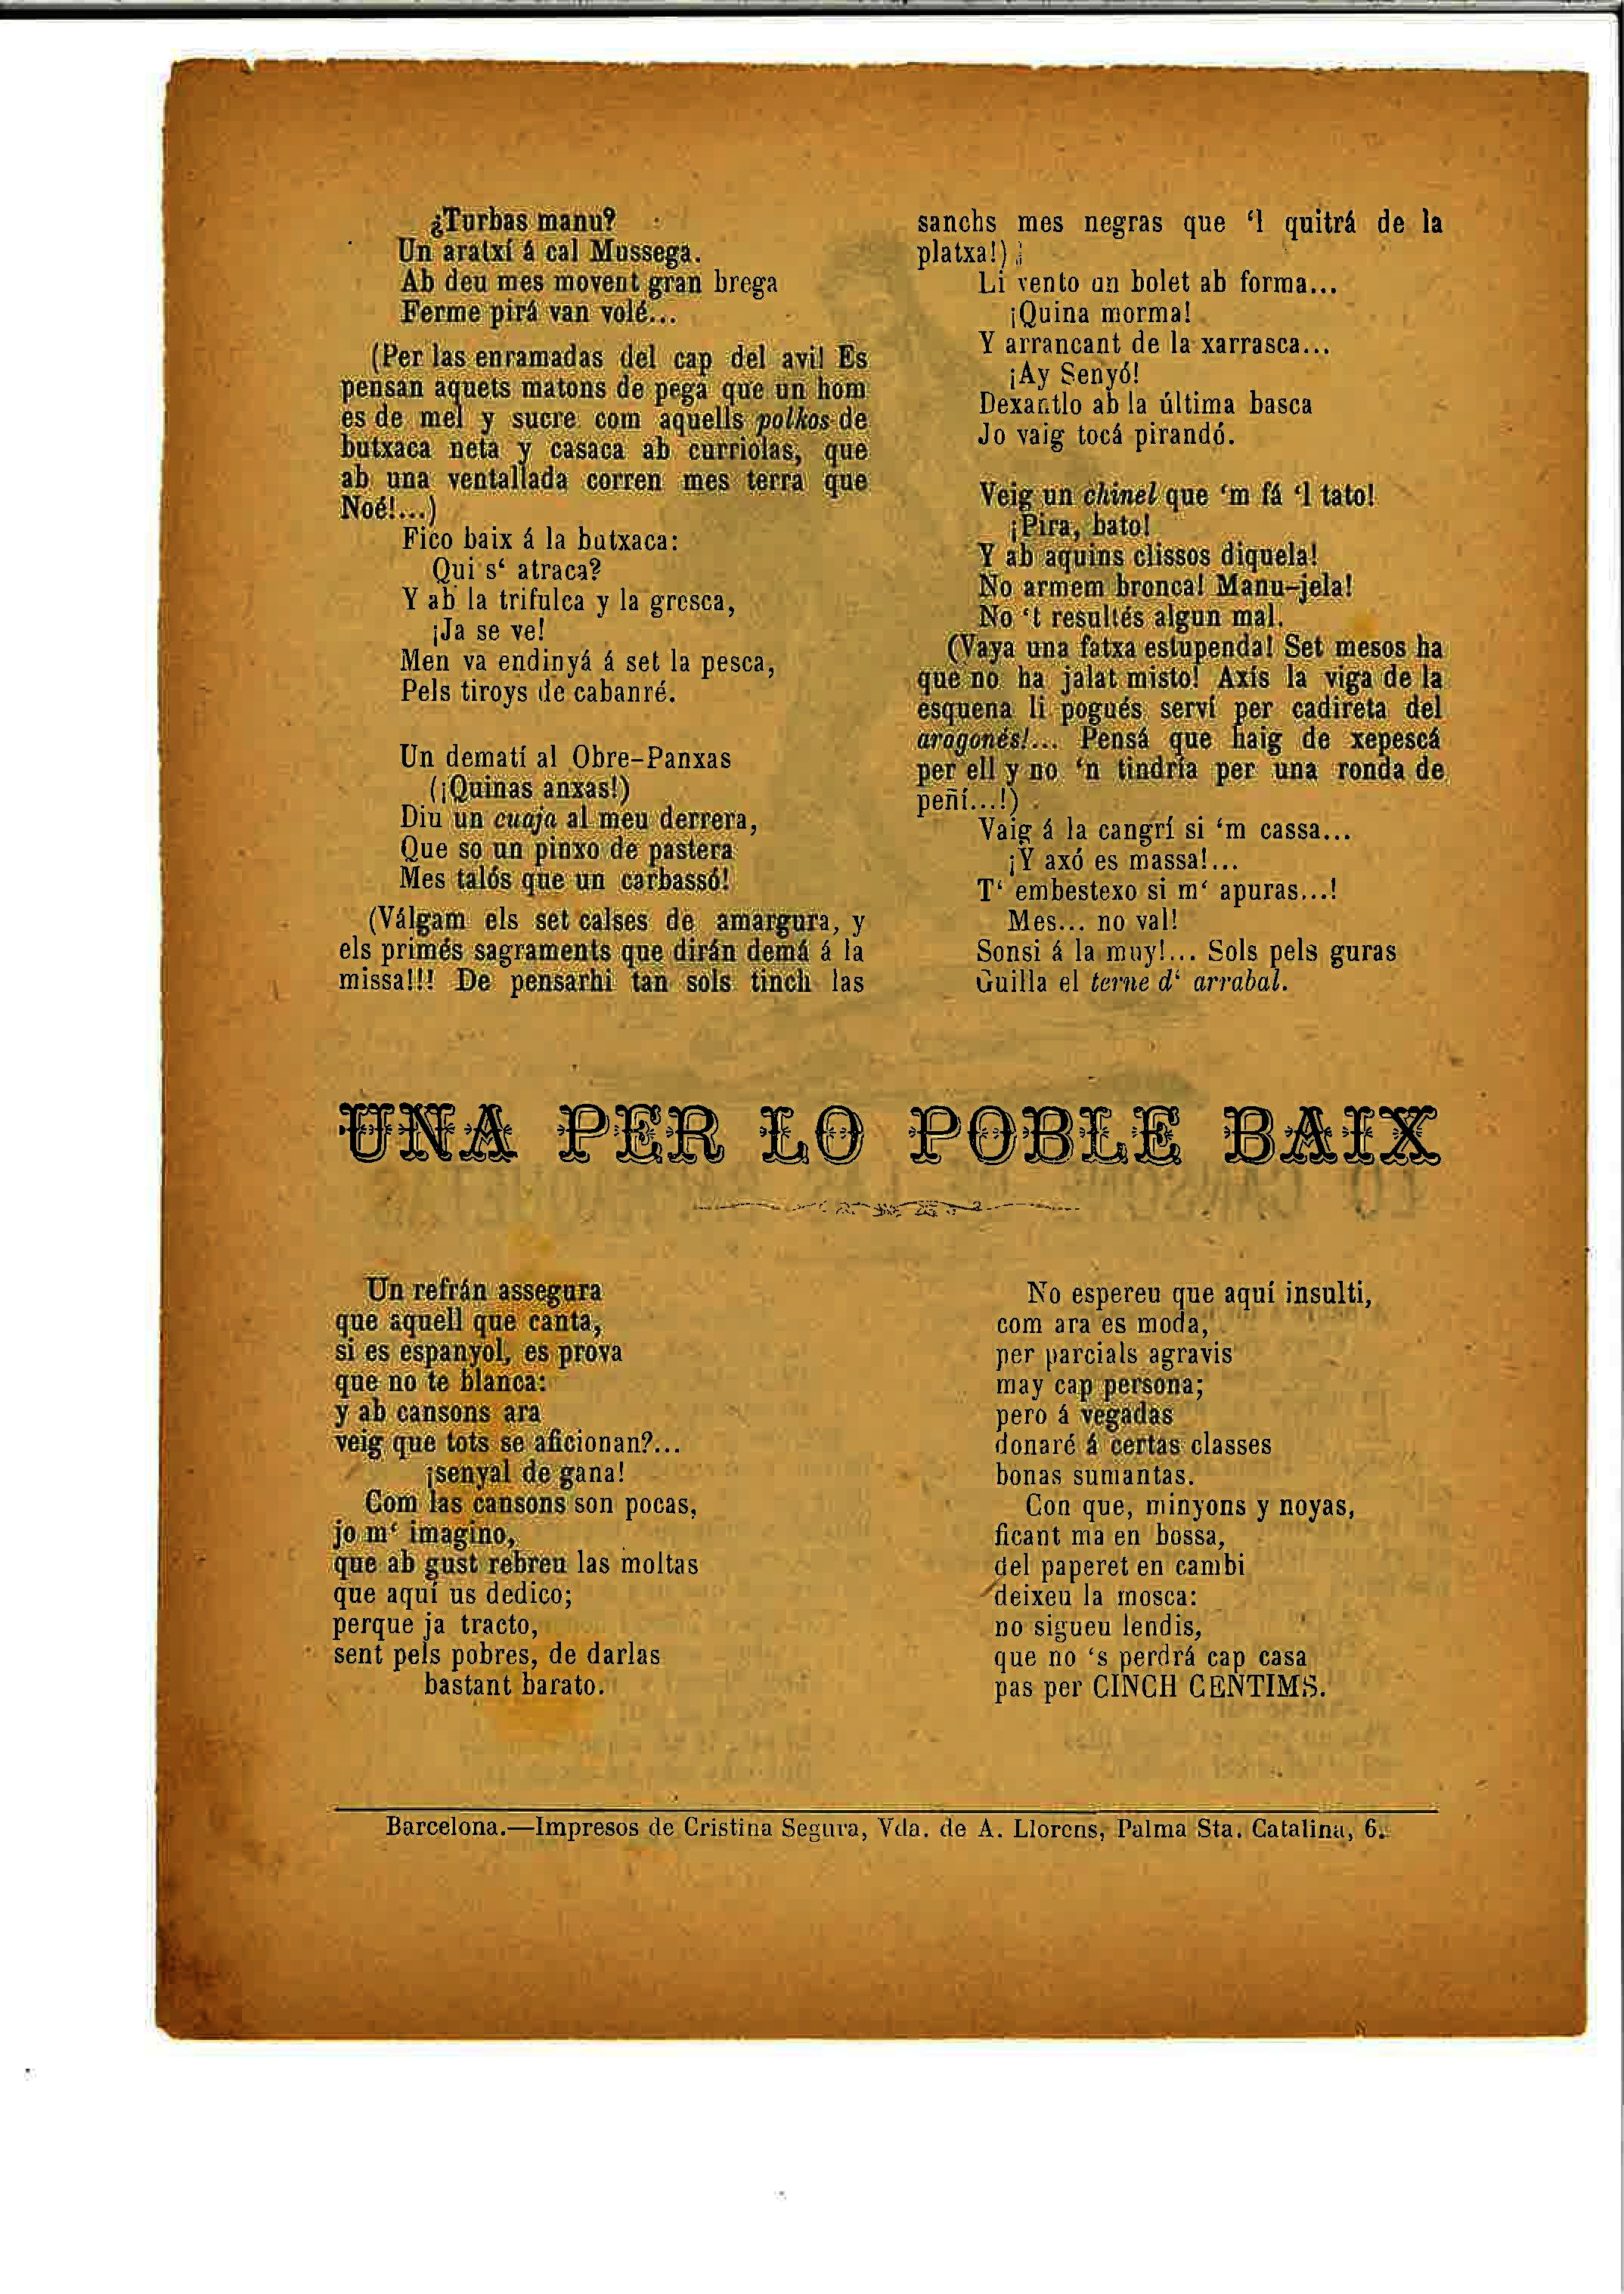 ¿Turbas manu?
Un aratxí á cal Mussega.
Ab deu mes movent gran brega
Ferme pirá van volé...
(Per las enramadas del cap del avi! Es
pensan aquets matons de pega que un hom
es de mel y sucre com aquells polkos de
butxaca neta y casaca ab curriolas, que
ab una ventallada corren mes terra que
Noé!...)
Fico baix á la butxaca:
Qui s‘ atraca?
Y ab la trifulca y la gresca,
¡Ja se ve!
Men va endinyá á set la pesca,
Pels tiroys de cabanré.
Un dematí al Obre-Panxas
(¡Quinas anxas!)
Diu un cuaja al meu derrera,
Que so un pinxo de pastera
Mes talós que un carbassó!
(Válgam els set calses de amargura, y
els primés sagraments que dirán demá á la
missa!!! De pensarhi tan sols tinch las
sanchs mes negras que ‘l quitrá de la
platxa!)
Li vento un bolet ab forma...
¡Quina morma!
Y arrancant de la xarrasca...
¡Ay Senyó!
Dexantlo ab la última basca
Jo vaig tocá pirandó.
Veig un chinel que ‘m fá ‘l tato!
¡Pira, bato!
Y ab aquins clissos diquela!
No armem bronca! Manu-jela!
No ‘t resultés algun mal.
(Vaya una fatxa estupenda! Set mesos ha
que no ha jalat misto! Axís la viga de la
esquena li pogués serví per cadireta del
aragonés!... Pensá que haig de xepescá
per ell y no ‘n tindría per una ronda de
peñí...!)
Vaig á la cangrí si ‘m cassa...
¡Y axó es massa!...
T‘ embestexo si m‘ apuras...!
Mes... no val!
Sonsi á la muy!... Sols pels guras
Guilla el terne d‘ arrabal.
UNA PER LO POBLE BAIX
Un refrán assegura
que aquell que canta,
si es espanyol, es prova
que no te blanca:
y ab cansons ara
veig que tots se aficionan?...
¡senyal de gana!
Com las cansons son pocas,
jo m‘ imagino,
que ab gust rebreu las moltas
que aquí us dedico;
perque ja tracto,
sent pels pobres, de darlas
bastant barato.
No espereu que aquí insulti,
com ara es moda,
per parcials agravis
may cap persona;
pero á vegadas
donaré á certas classes
bonas sumantas.
Con que, minyons y noyas,
ficant ma en bossa,
del paperet en cambi
deixeu la mosca:
no sigueu lendis,
que no ‘s perdrá cap casa
pas per CINCH CENTIMS.
Barcelona.—Impresos de Cristina Segura, Vda. de A. Llorens, Palma Sta. Catalina, 6.